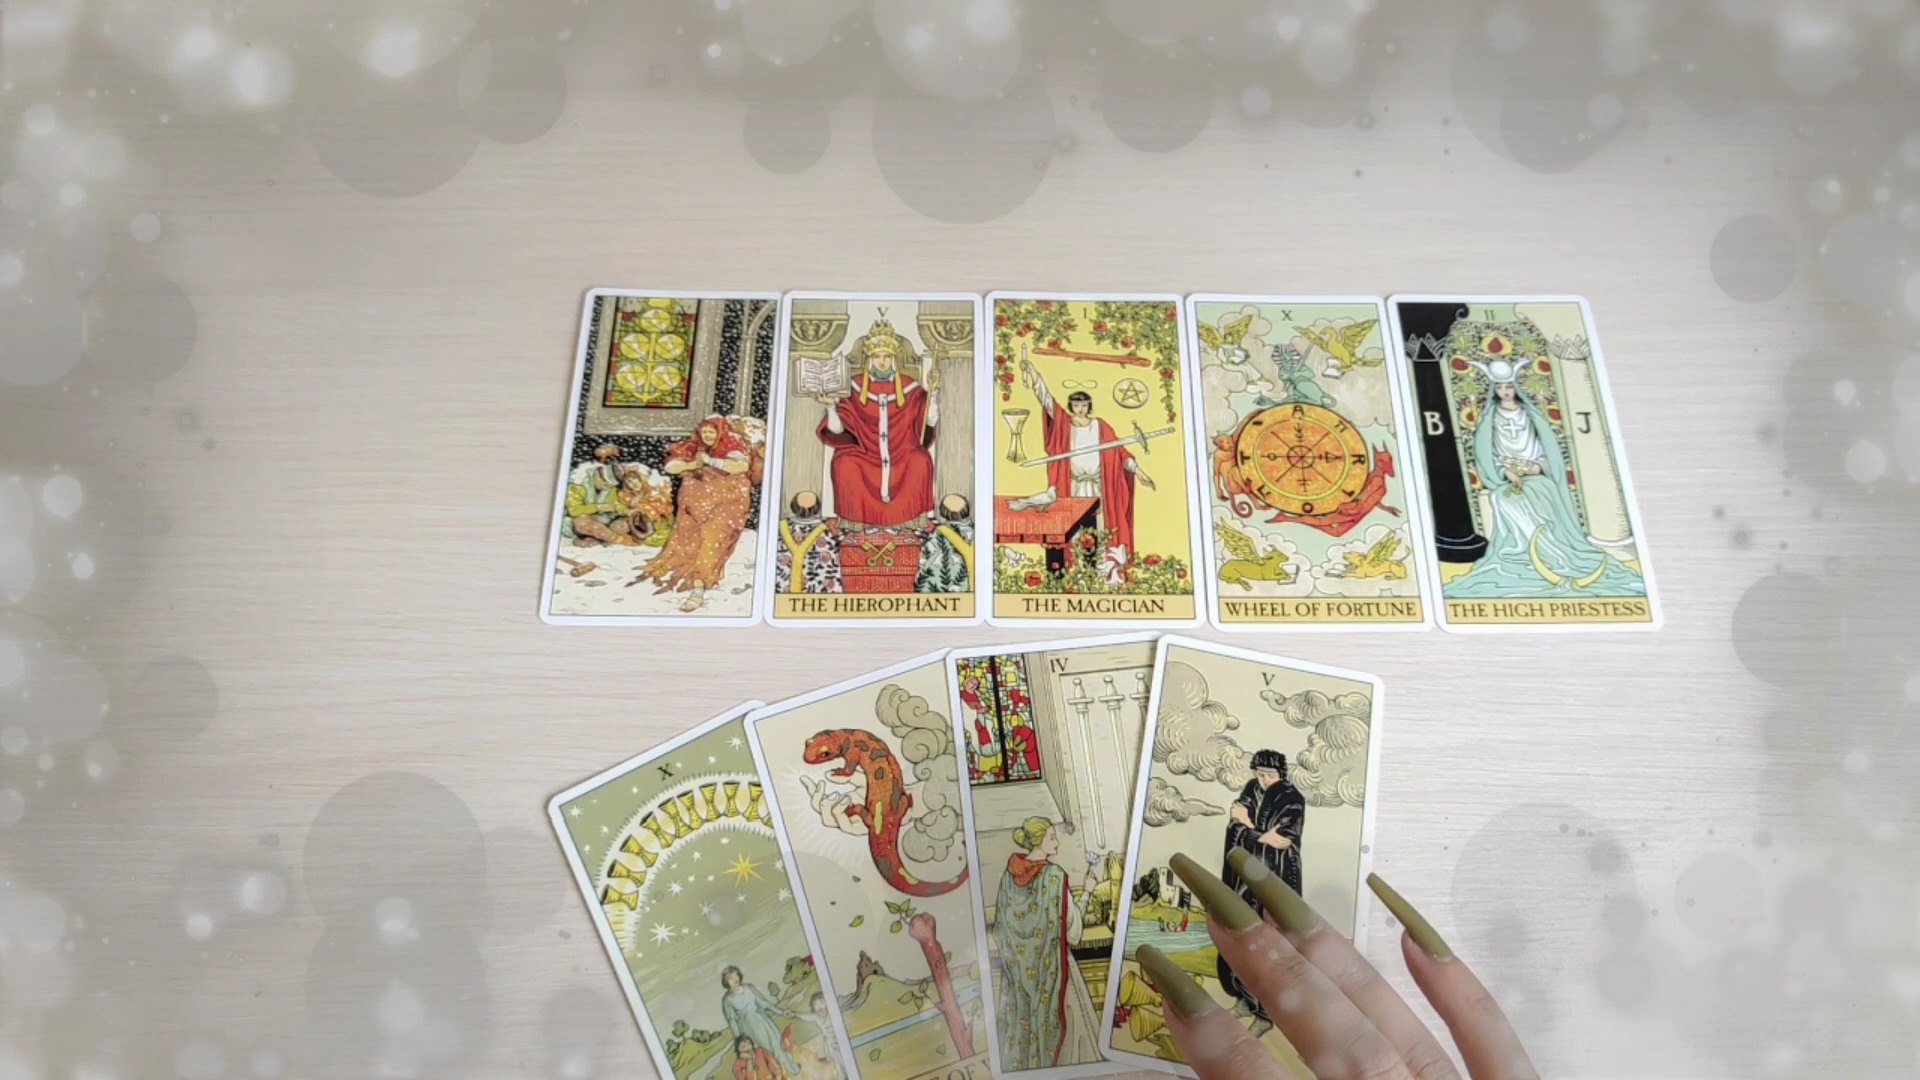 V
THE HIEROPHANT
I
THE MAGICIAN
X
WHEEL OF FORTUNE
II
B
J
THE HIGH PRIESTESS
X
IV
V